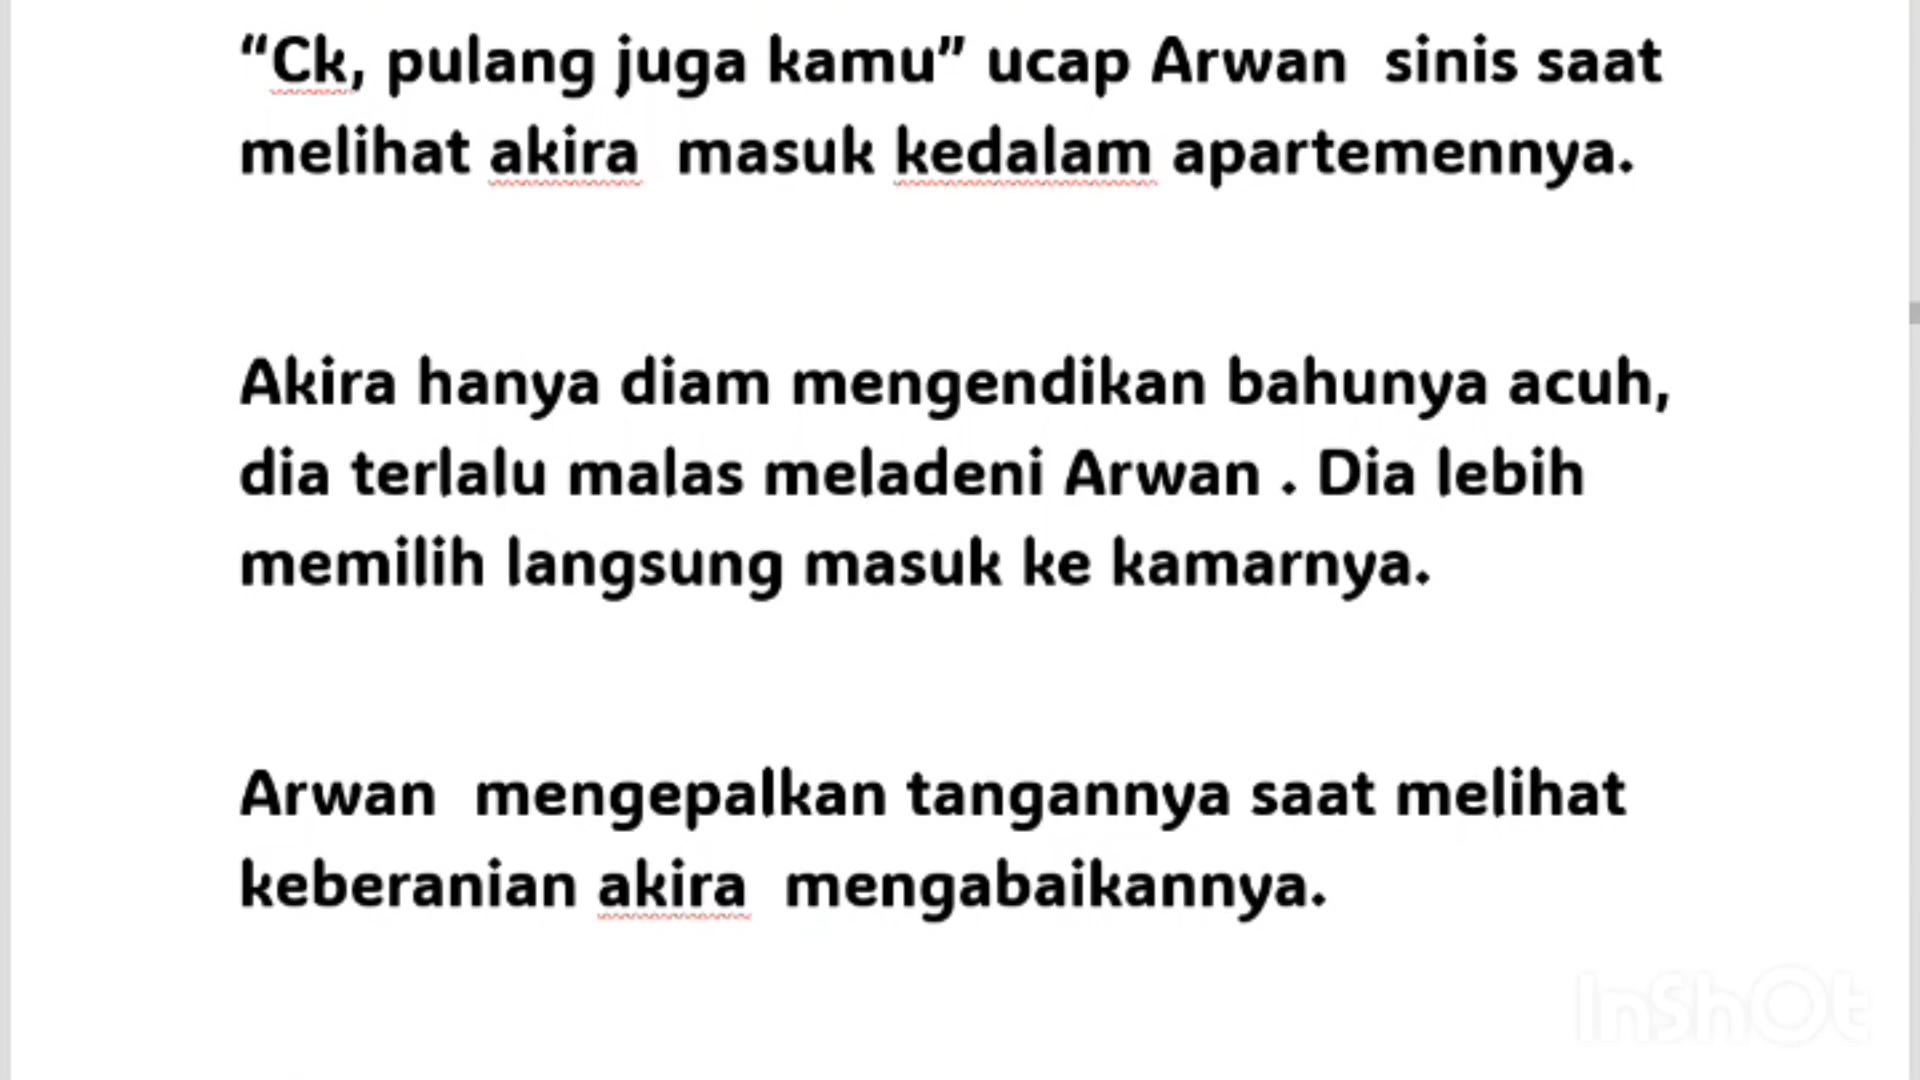 “Ck, pulang juga kamu” ucap Arwan  sinis saat
melihat akira  masuk kedalam apartemennya.
Akira hanya diam mengendikan bahunya acuh,
dia terlalu malas meladeni Arwan . Dia lebih
memilih langsung masuk ke kamarnya.
Arwan  mengepalkan tangannya saat melihat
keberanian akira  mengabaikannya.
InShOt